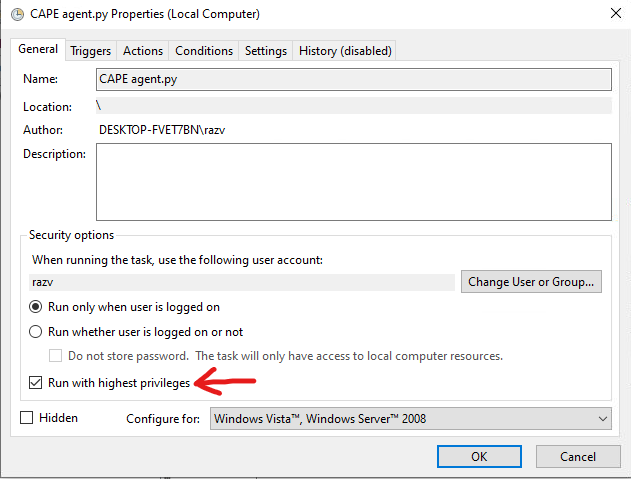 CAPE agent.py Properties (Local Computer)
General Triggers Actions Conditions Settings History (disabled)
Name: CAPE agent.py
Location: \
Author: DESKTOP-FVET7BN\razv
Description:
Security options
When running the task, use the following user account:
razv Change User or Group...
Run only when user is logged on
Run whether user is logged on or not
Do not store password. The task will only have access to local computer resources.
Run with highest privileges
Hidden Configure for: Windows Vista™, Windows Server™ 2008
OK Cancel